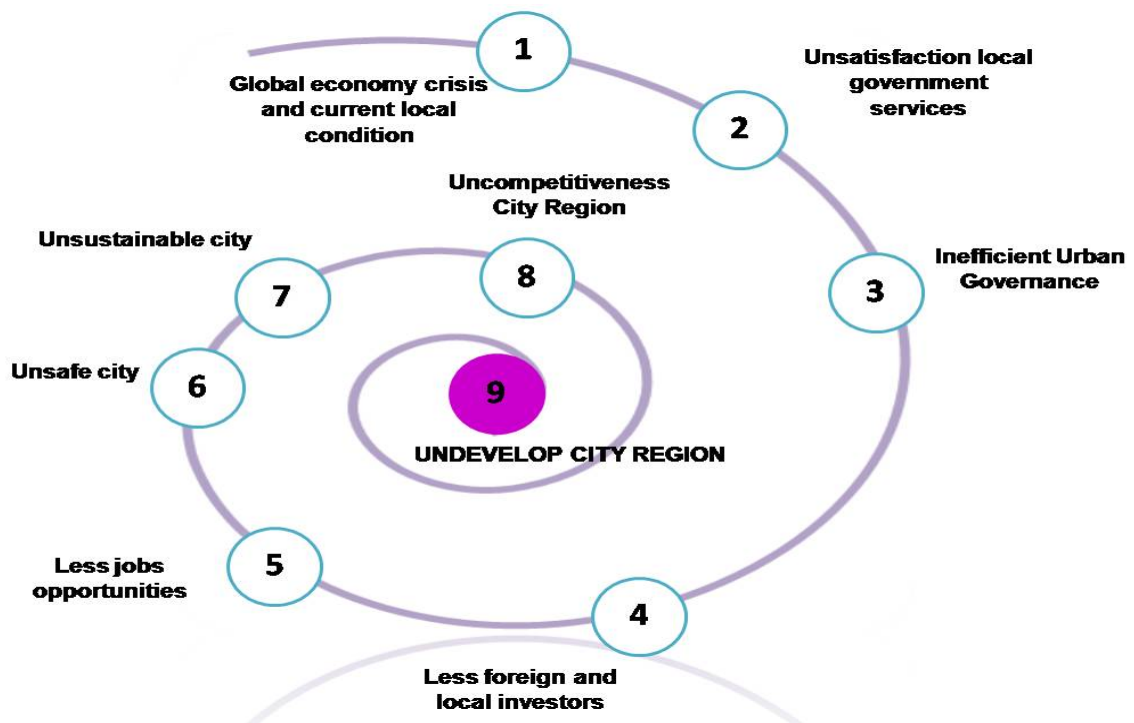 1
Global economy crisis
and current local
condition
Unsatisfaction local
government
services
2
Inefficient Urban
Governance
3
4
Less foreign and
local investors
5
Less jobs
opportunities
6
Unsafe city
7
Unsustainable city
8
Uncompetitiveness
City Region
9
UNDEVELOP CITY REGION